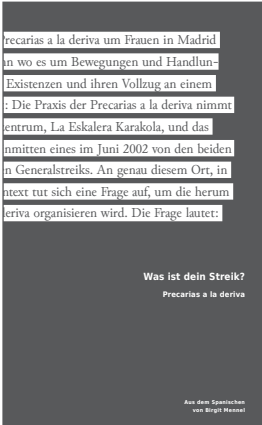 Precarias a la deriva um Frauen in Madrid
nn wo es um Bewegungen und Handlun-
Existenzen und ihren Vollzug an einem
: Die Praxis der Precarias a la deriva nimmt
entrum, La Eskalera Karakola, und das
nmitten eines im Juni 2002 von den beiden
n Generalstreiks. An genau diesem Ort, in
ntext tut sich eine Frage auf, um die herum
deriva organisieren wird. Die Frage lautet:
Was ist dein Streik?
Precarias a la deriva
Aus dem Spanischen
von Birgit Mennel